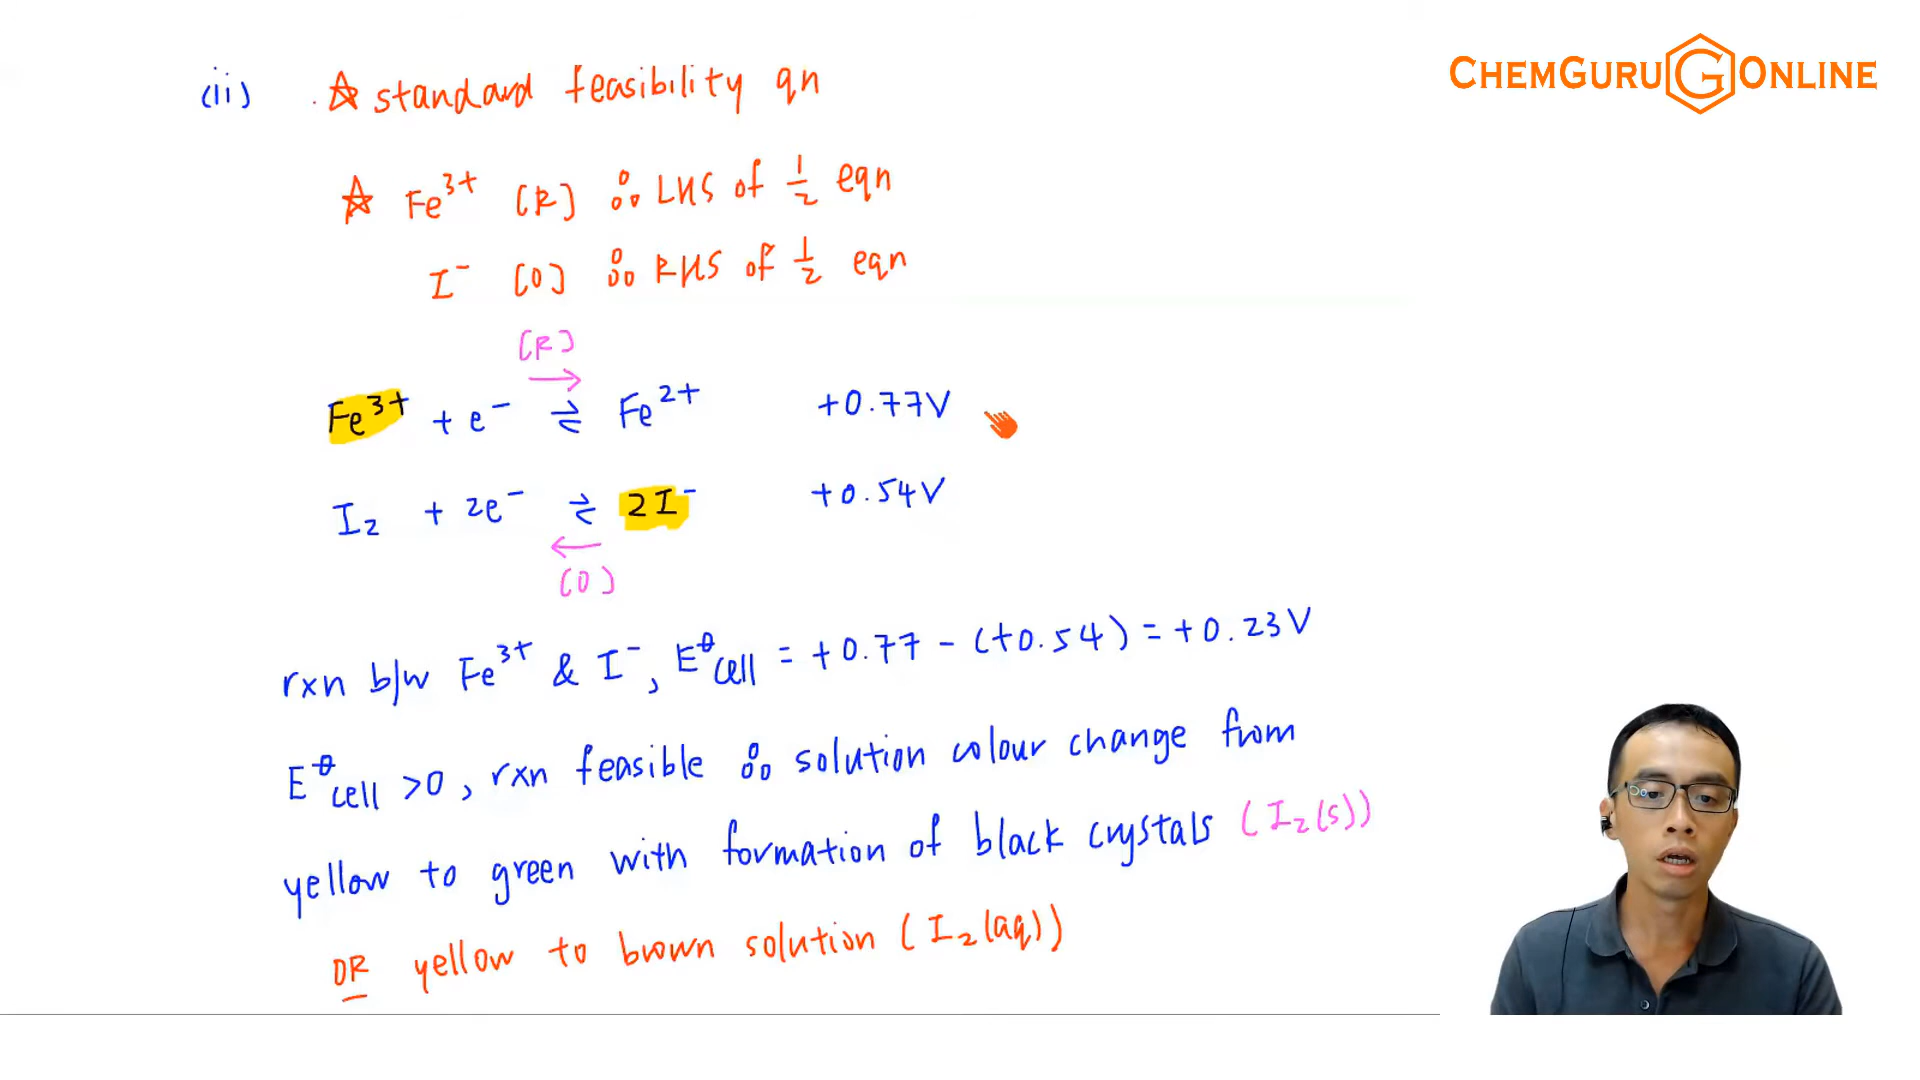 CHEMGURU G ONLINE
(ii) ☆ standard feasibility qn
☆ Fe³⁺ [R] ∴ LHS of ½ eqn
I⁻ [O] ∴ RHS of ½ eqn
[R]
→
Fe³⁺ + e⁻ ⇌ Fe²⁺ +0.77V
I₂ + 2e⁻ ⇌ 2I⁻ +0.54V
←
[O]
rxn b/w Fe³⁺ & I⁻, E⁰cell = +0.77 - (+0.54) = +0.23V
E⁰cell >0, rxn feasible ∴ solution colour change from
yellow to green with formation of black crystals (I₂(s))
OR yellow to brown solution (I₂(aq))